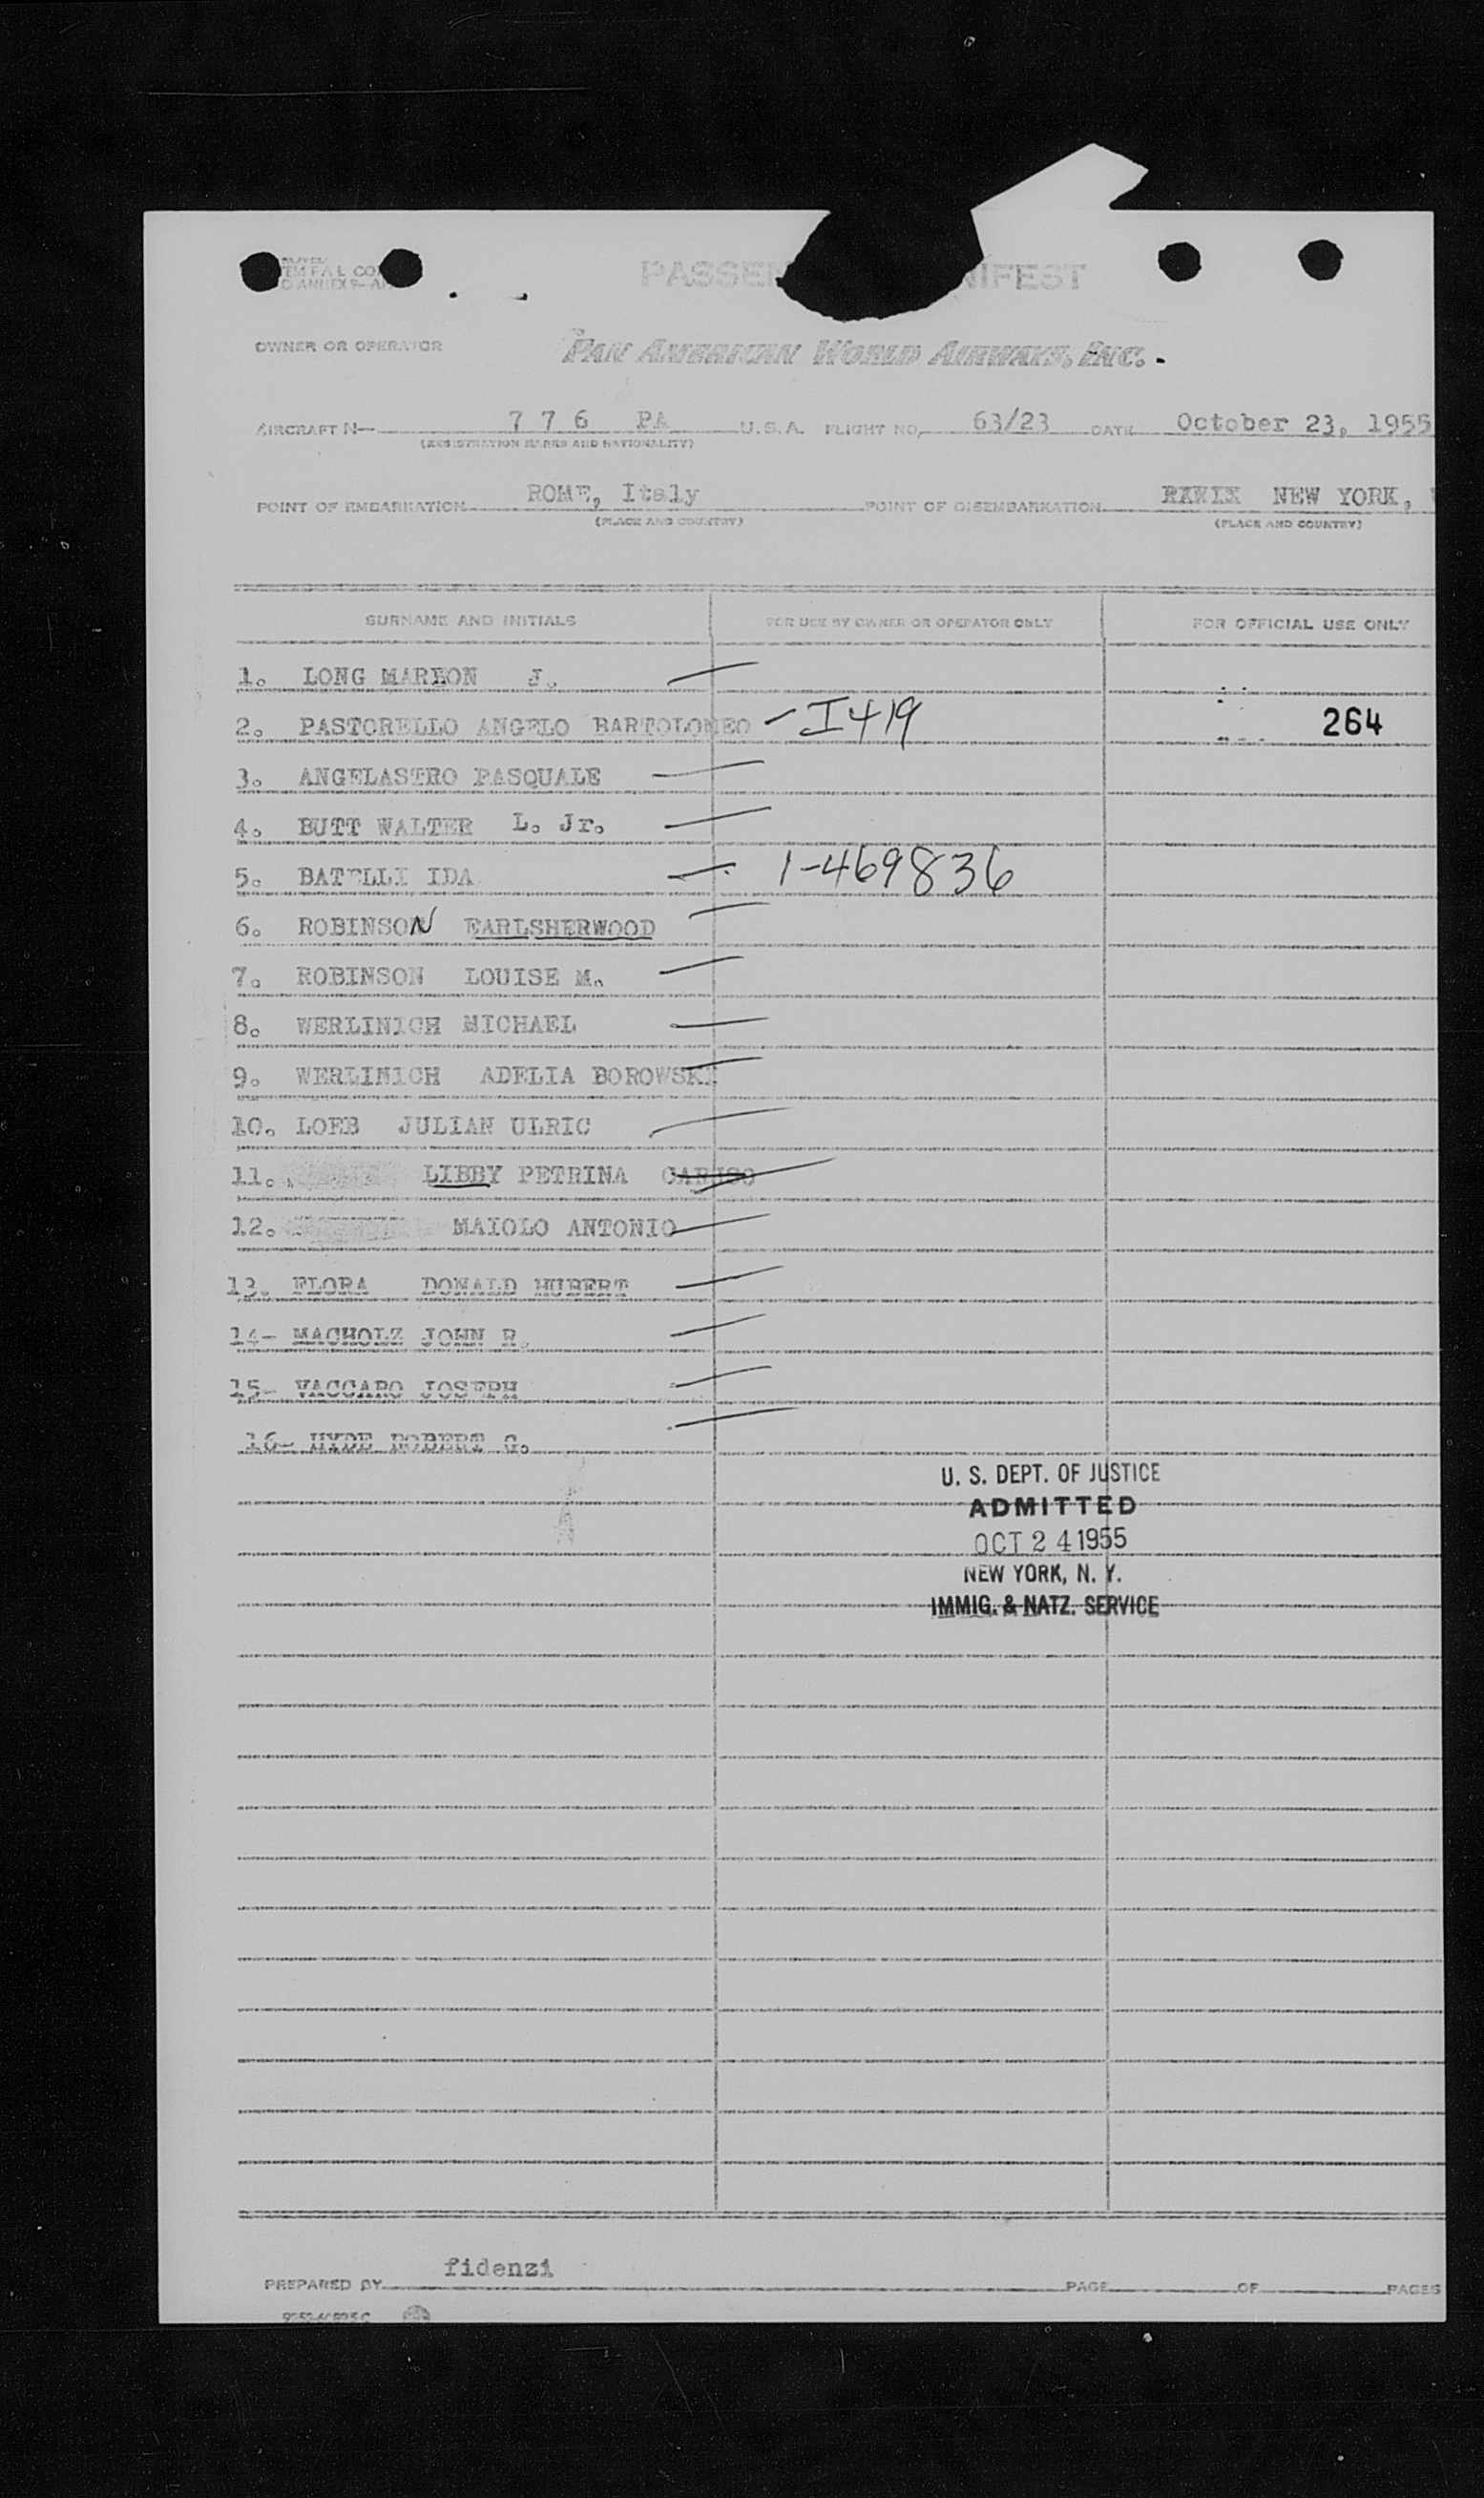 PASSEN NIFEST
OWNER OR OPERATOR PAN AMERICAN WORLD AIRWAYS, INC.
AIRCRAFT N— 7 7 6 PA U.S.A. FLIGHT NO. 63/23 DATE October 23, 1955
(REGISTRATION MARKS AND NATIONALITY)
POINT OF EMBARKATION ROME, Italy POINT OF DISEMBARKATION NEW YORK,
(PLACE AND COUNTRY) (PLACE AND COUNTRY)
SURNAME AND INITIALS FOR USE BY OWNER OR OPERATOR ONLY FOR OFFICIAL USE ONLY
1. LONG MARION J.
2. PASTORELLO ANGELO BARTOLOMEO - I419 264
3. ANGELASTRO PASQUALE
4. BUTT WALTER L. Jr.
5. BATELLI IDA 1-469836
6. ROBINSON EARLSHERWOOD
7. ROBINSON LOUISE M.
8. WERLINICH MICHAEL
9. WERLINICH ADELIA BOROWSKI
10. LOEB JULIAN ULRIC
11. LIBBY PETRINA CARUSO
12. MAIOLO ANTONIO
13. FLORA DONALD HUBERT
14- MACHOLZ JOHN R.
15- VACCARO JOSEPH
16- HYDE ROBERT G.
U. S. DEPT. OF JUSTICE
ADMITTED
OCT 24 1955
NEW YORK, N. Y.
IMMIG. & NATZ. SERVICE
PREPARED BY fidenzi PAGE OF PAGES